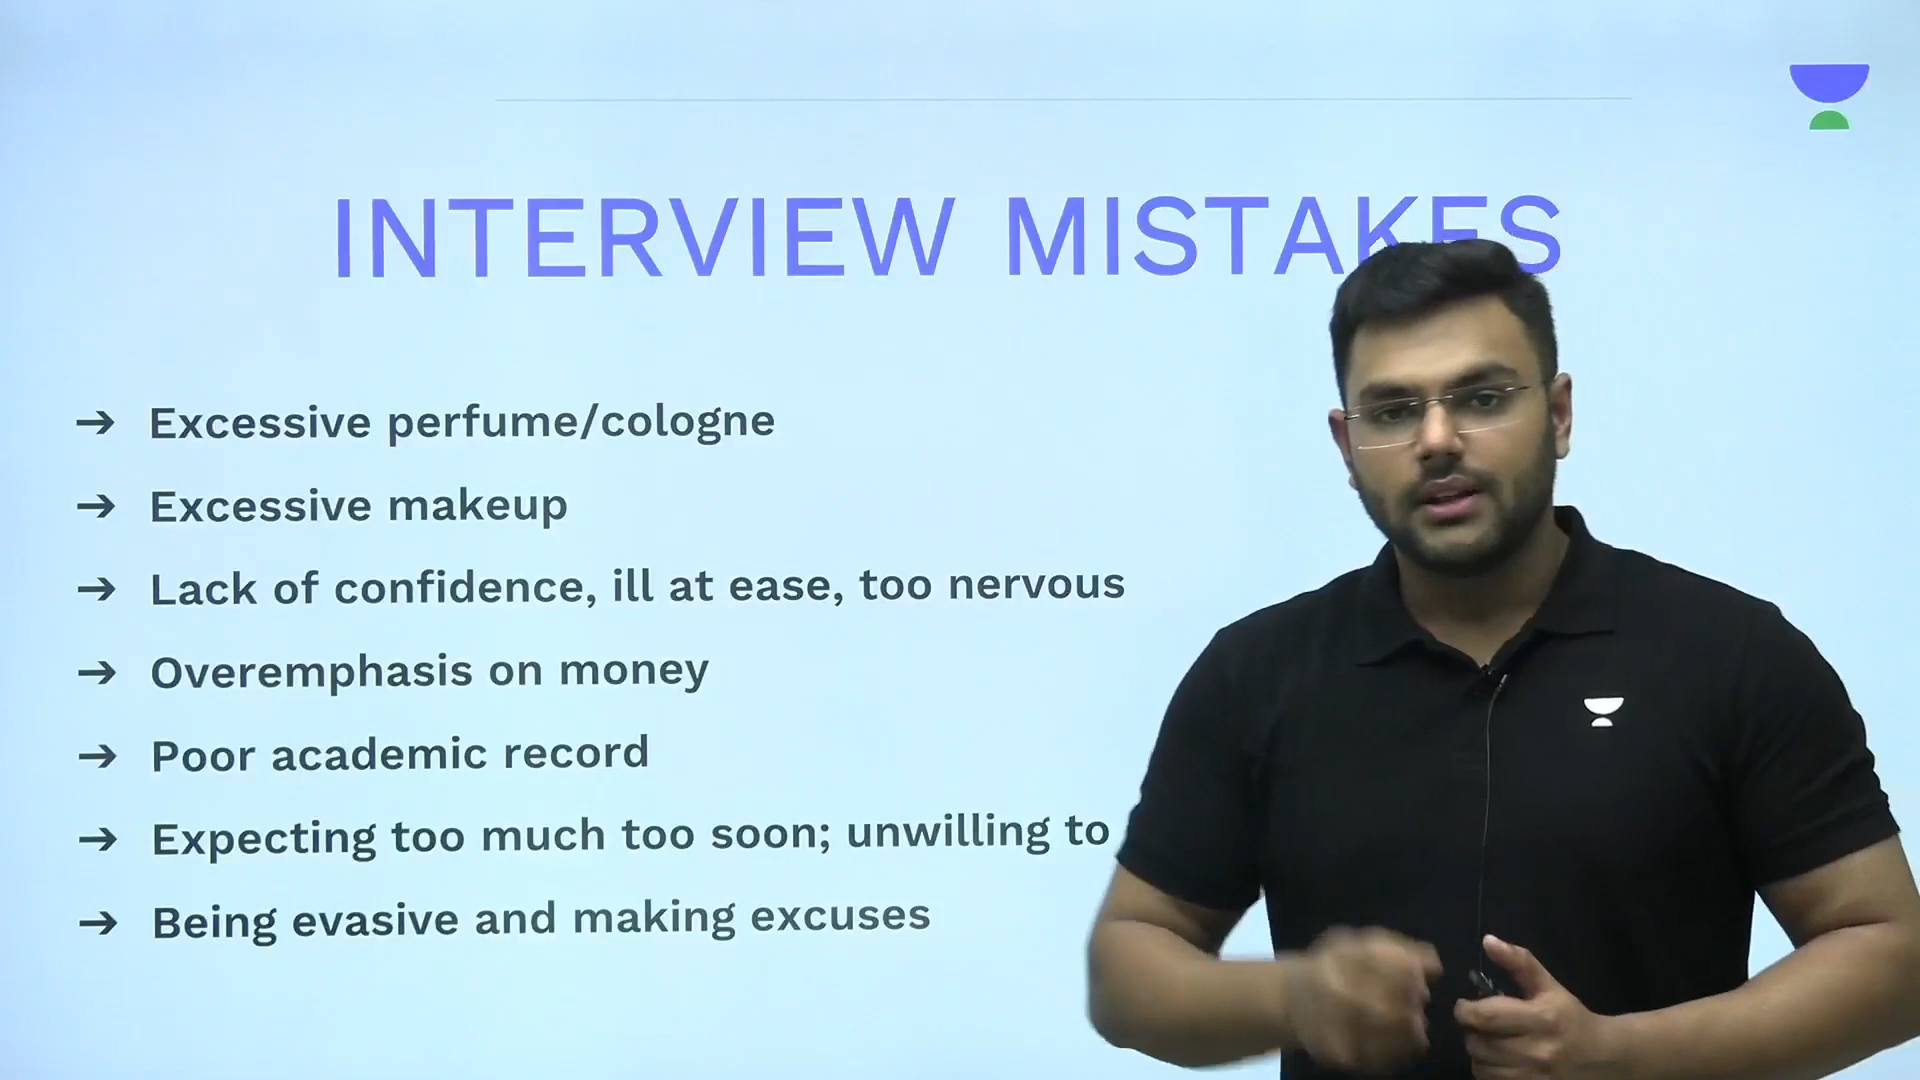 INTERVIEW MISTAKES
➔ Excessive perfume/cologne
➔ Excessive makeup
➔ Lack of confidence, ill at ease, too nervous
➔ Overemphasis on money
➔ Poor academic record
➔ Expecting too much too soon; unwilling to
➔ Being evasive and making excuses